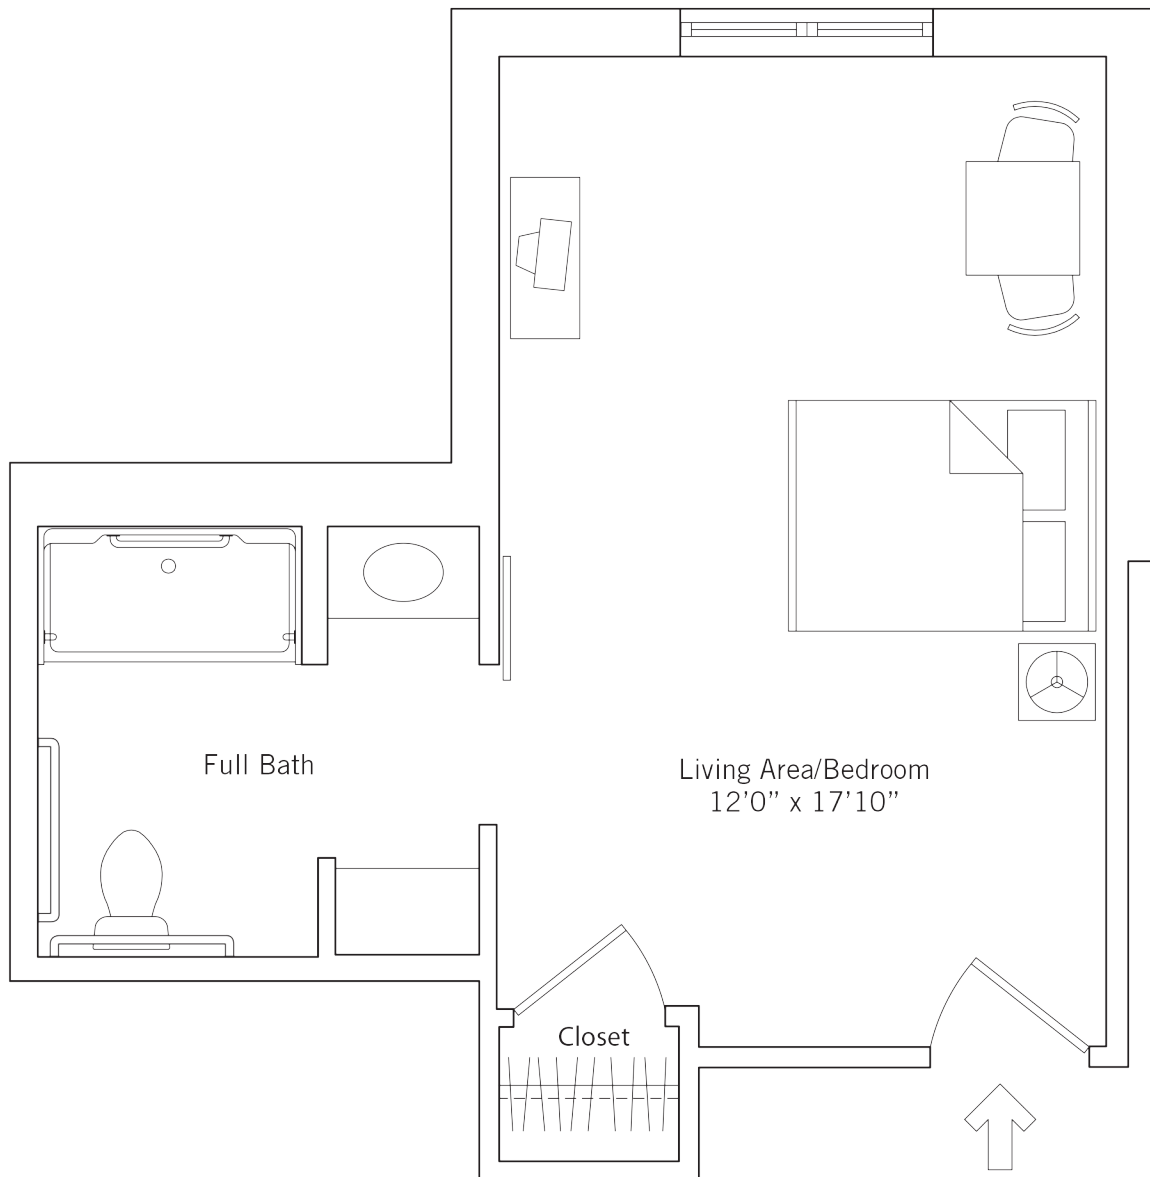 Full Bath
Living Area/Bedroom
12’0” x 17’10”
Closet